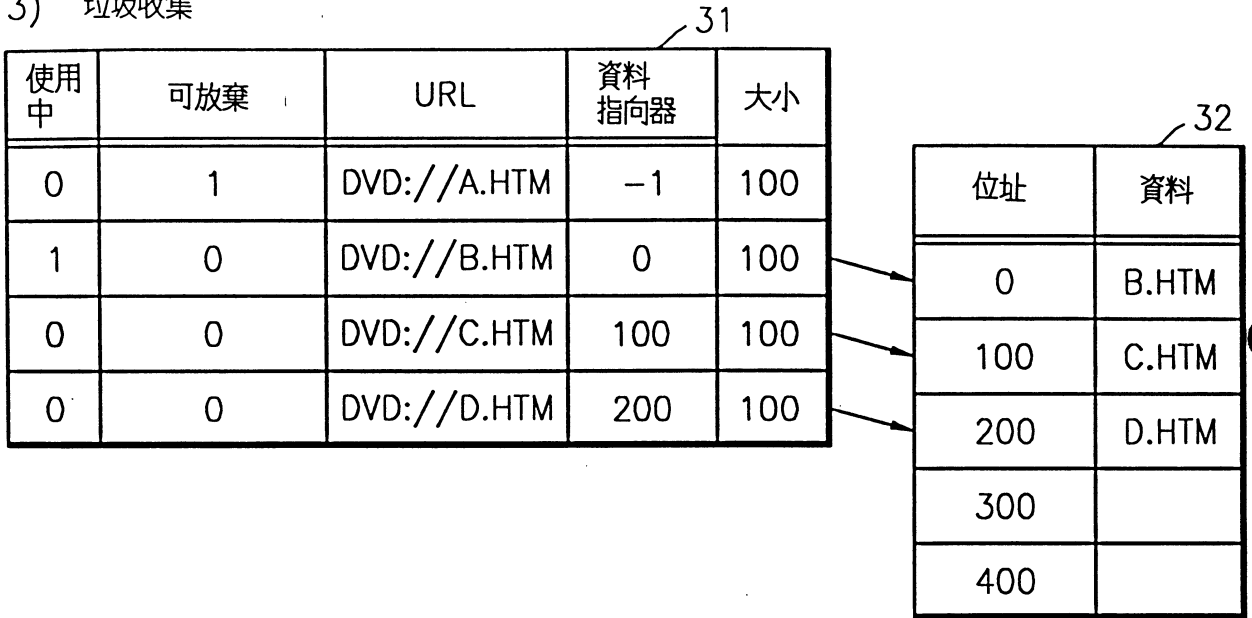 3) 垃圾收集
31
使用中 可放棄 URL 資料指向器 大小
0 1 DVD://A.HTM -1 100
1 0 DVD://B.HTM 0 100
0 0 DVD://C.HTM 100 100
0 0 DVD://D.HTM 200 100
32
位址 資料
0 B.HTM
100 C.HTM
200 D.HTM
300
400